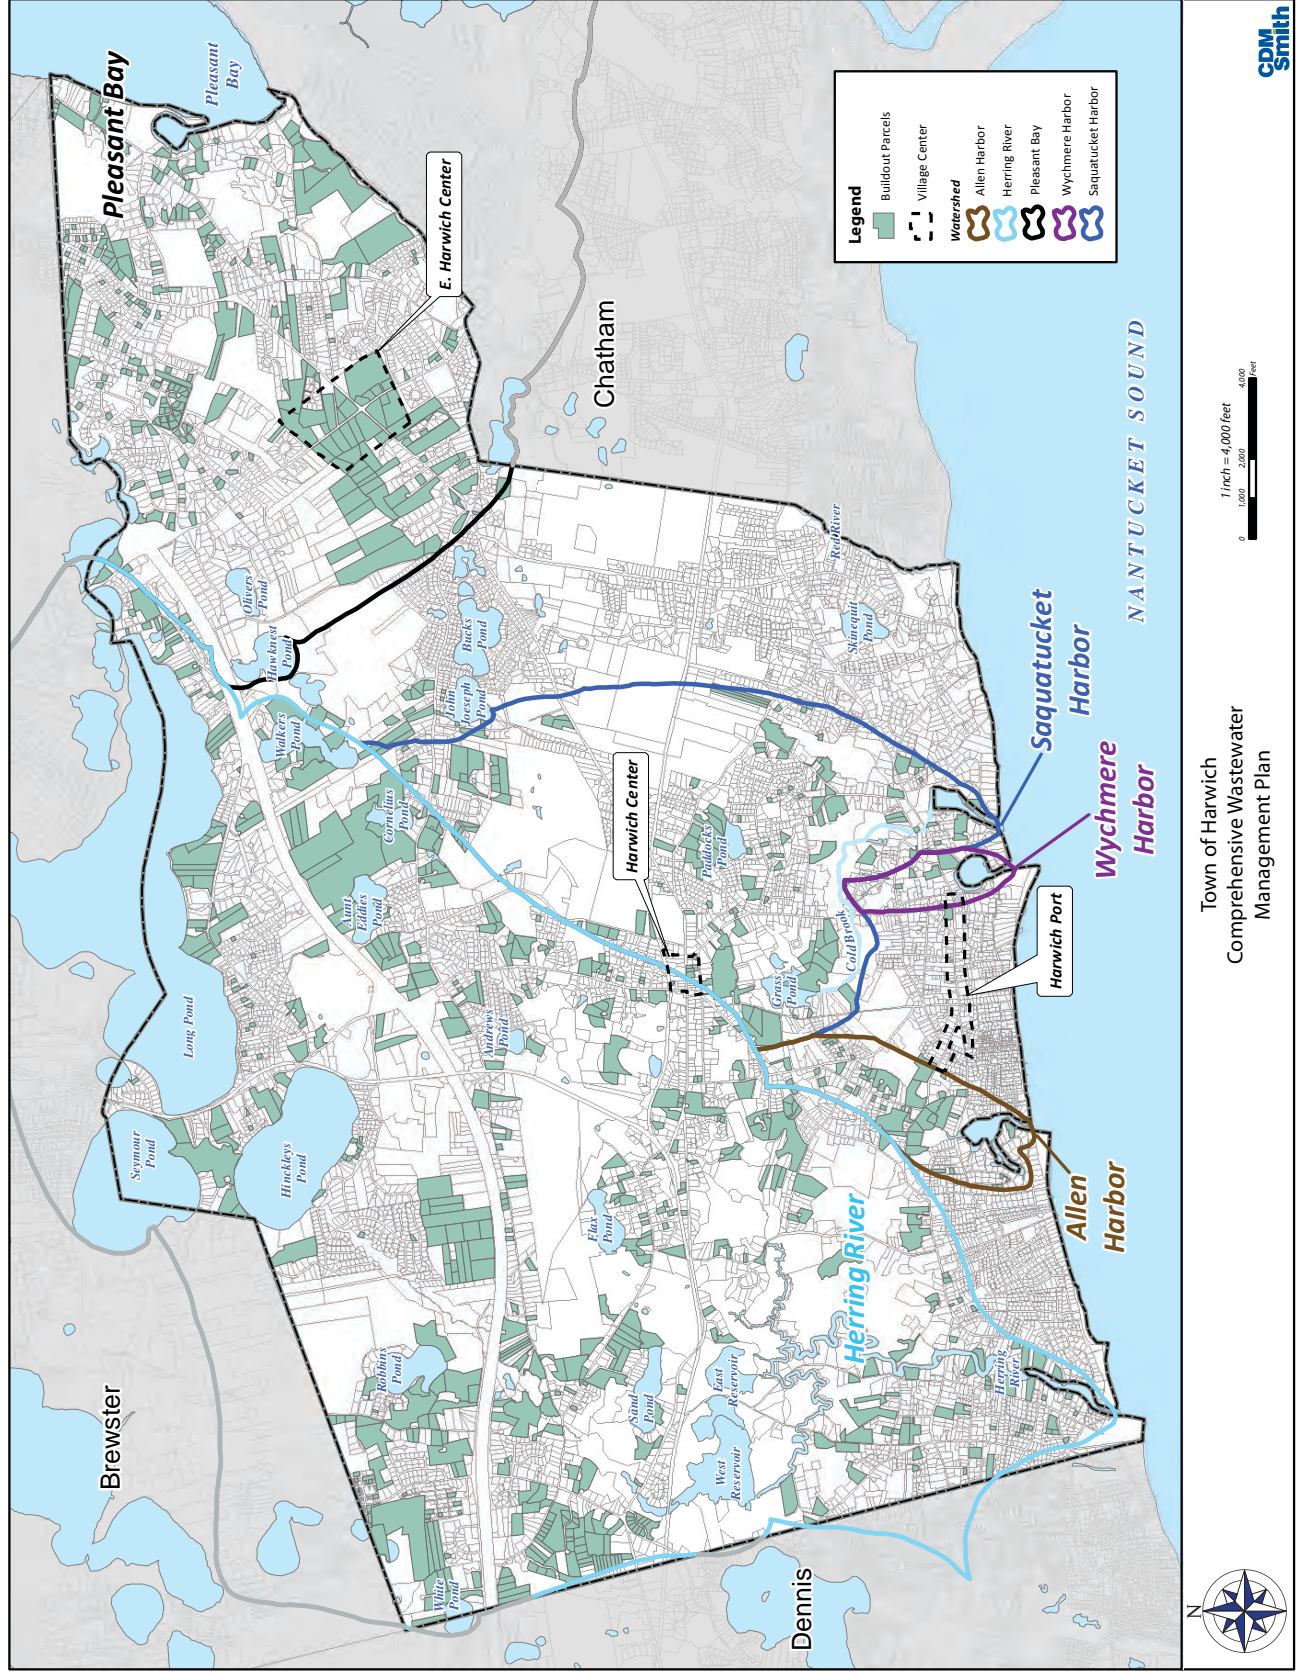 Pleasant Bay
Pleasant
Bay
E. Harwich Center
Chatham
Brewster
Dennis
Olivers
Pond
Hawknest
Pond
Walkers
Pond
Bucks
Pond
John
Joeseph
Pond
Cornelius
Pond
Aunt
Eddies
Pond
Long Pond
Seymour
Pond
Hinckleys
Pond
Andrews
Pond
Harwich Center
Paddocks
Pond
Grass
Pond
Cold Brook
Skinequit
Pond
Red River
Flax
Pond
Robbins
Pond
Sand
Pond
East
Reservoir
West
Reservoir
White
Pond
Herring
River
Herring River
Harwich Port
Allen
Harbor
Wychmere
Harbor
Saquatucket
Harbor
NANTUCKET SOUND
Legend
Buildout Parcels
Village Center
Watershed
Allen Harbor
Herring River
Pleasant Bay
Wychmere Harbor
Saquatucket Harbor
N
Town of Harwich
Comprehensive Wastewater
Management Plan
1 inch = 4,000 feet
0 1,000 2,000 4,000
Feet
CDM
Smith